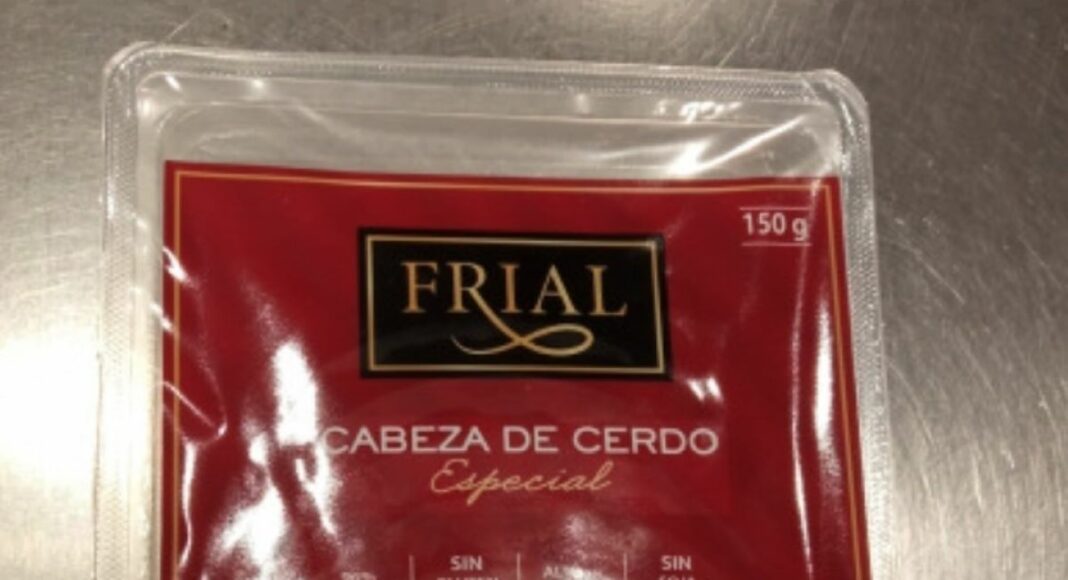 150 g
FRIAL
CABEZA DE CERDO
Especial
SIN
SIN